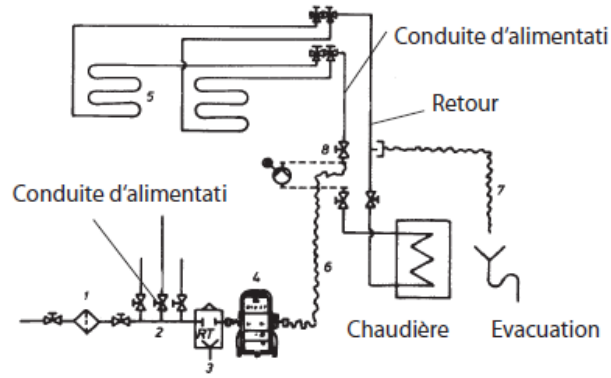 Conduite d'alimentati
Retour
5
8
7
Conduite d'alimentati
6
4
1
2
RT
3
Chaudière
Evacuation